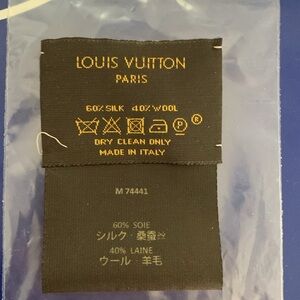 LOUIS VUITTON
PARIS
60% SILK 40% WOOL
P ®
DRY CLEAN ONLY
MADE IN ITALY
M 74441
60% SOIE
シルク・桑蚕丝
40% LAINE
ウール・羊毛